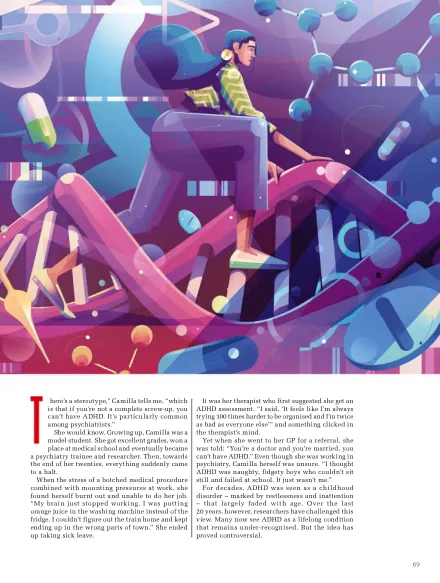 There's a stereotype,” Camilla tells me, “which
is that if you're not a complete screw-up, you
can't have ADHD. It's particularly common
among psychiatrists.”
She would know. Growing up, Camilla was a
model student. She got excellent grades, won a
place at medical school and eventually became
a psychiatry trainee and researcher. Then, towards
the end of her twenties, everything suddenly came
to a halt.
When the stress of a botched medical procedure
combined with mounting pressures at work, she
found herself burnt out and unable to do her job.
“My brain just stopped working. I was putting
orange juice in the washing machine instead of the
fridge. I couldn't figure out the train home and kept
ending up in the wrong parts of town.” She ended
up taking sick leave.
It was her therapist who first suggested she get an
ADHD assessment. “I said, ‘It feels like I'm always
trying 100 times harder to be organised and I'm twice
as bad as everyone else’” and something clicked in
the therapist's mind.
Yet when she went to her GP for a referral, she
was told: “You're a doctor and you're married, you
can't have ADHD.” Even though she was working in
psychiatry, Camilla herself was unsure. “I thought
ADHD was naughty, fidgety boys who couldn't sit
still and failed at school. It just wasn't me.”
For decades, ADHD was seen as a childhood
disorder – marked by restlessness and inattention
– that largely faded with age. Over the last
20 years, however, researchers have challenged this
view. Many now see ADHD as a lifelong condition
that remains under-recognised. But the idea has
proved controversial.
69